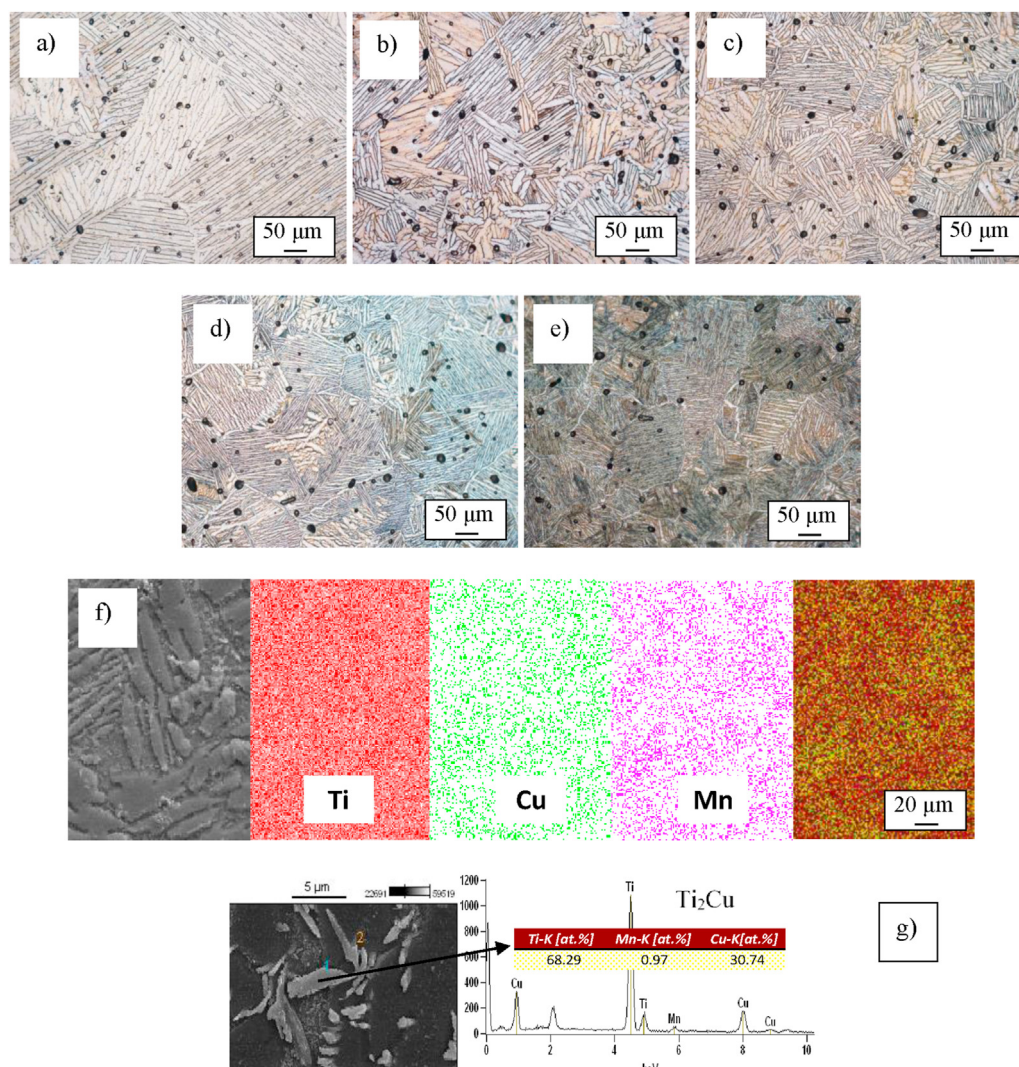 a)
b)
c)
50 μm
50 μm
50 μm
d)
e)
50 μm
50 μm
f)
Ti
Cu
Mn
20 μm
5 μm
22691
59519
g)
1200
1000
800
600
400
200
0
Ti
Ti₂Cu
Ti-K [at.%] Mn-K [at.%] Cu-K[at.%]
68.29 0.97 30.74
2
1
Cu
Ti
Mn
Cu
Cu
0 2 4 6 8 10